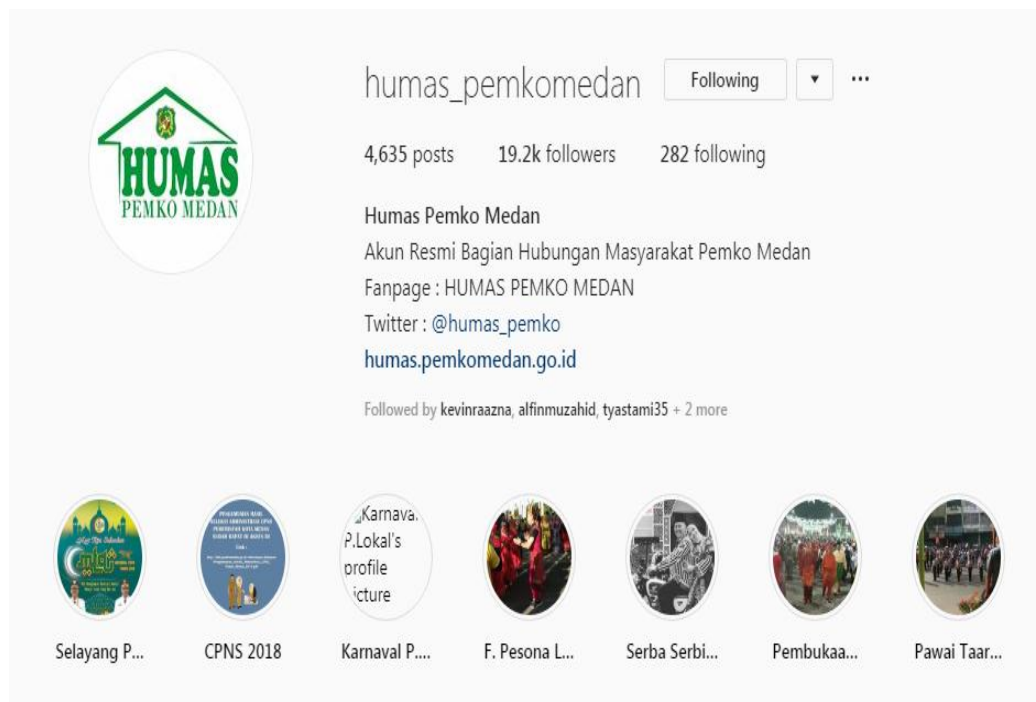 humas_pemkomedan Following ▼ ...
HUMAS
PEMKO MEDAN
4,635 posts 19.2k followers 282 following
Humas Pemko Medan
Akun Resmi Bagian Hubungan Masyarakat Pemko Medan
Fanpage : HUMAS PEMKO MEDAN
Twitter : @humas_pemko
humas.pemkomedan.go.id
Followed by kevinraazna, alfinmuzahid, tyastami35 + 2 more
Karnava
P.Lokal's
profile
icture
Selayang P... CPNS 2018 Karnaval P.... F. Pesona L... Serba Serbi... Pembukaa... Pawai Taar...